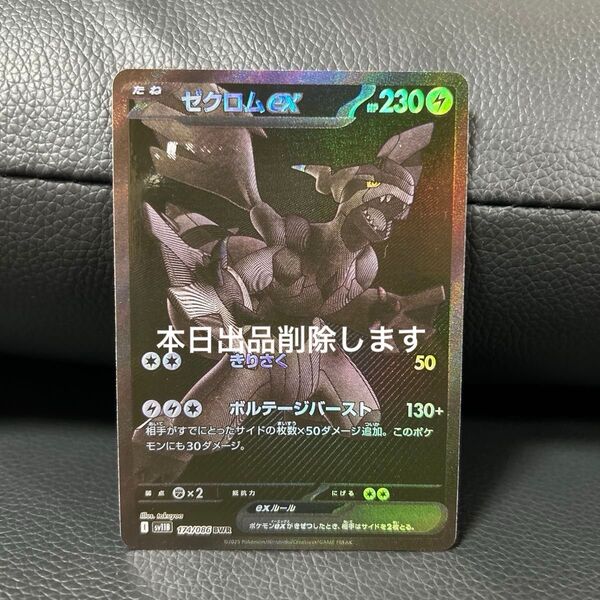 たね ゼクロムex HP230
本日出品削除します
きりさく 50
ボルテージバースト 130+
相手がすでにとったサイドの枚数×50ダメージ追加。このポケ
モンにも30ダメージ。
弱点 ×2 抵抗力 にげる
exルール
ポケモンexがきぜつしたとき、相手はサイドを2枚とる。
Illus. takuyoa
I sv11B 174/086 BWR
©2025 Pokémon/Nintendo/Creatures/GAME FREAK.